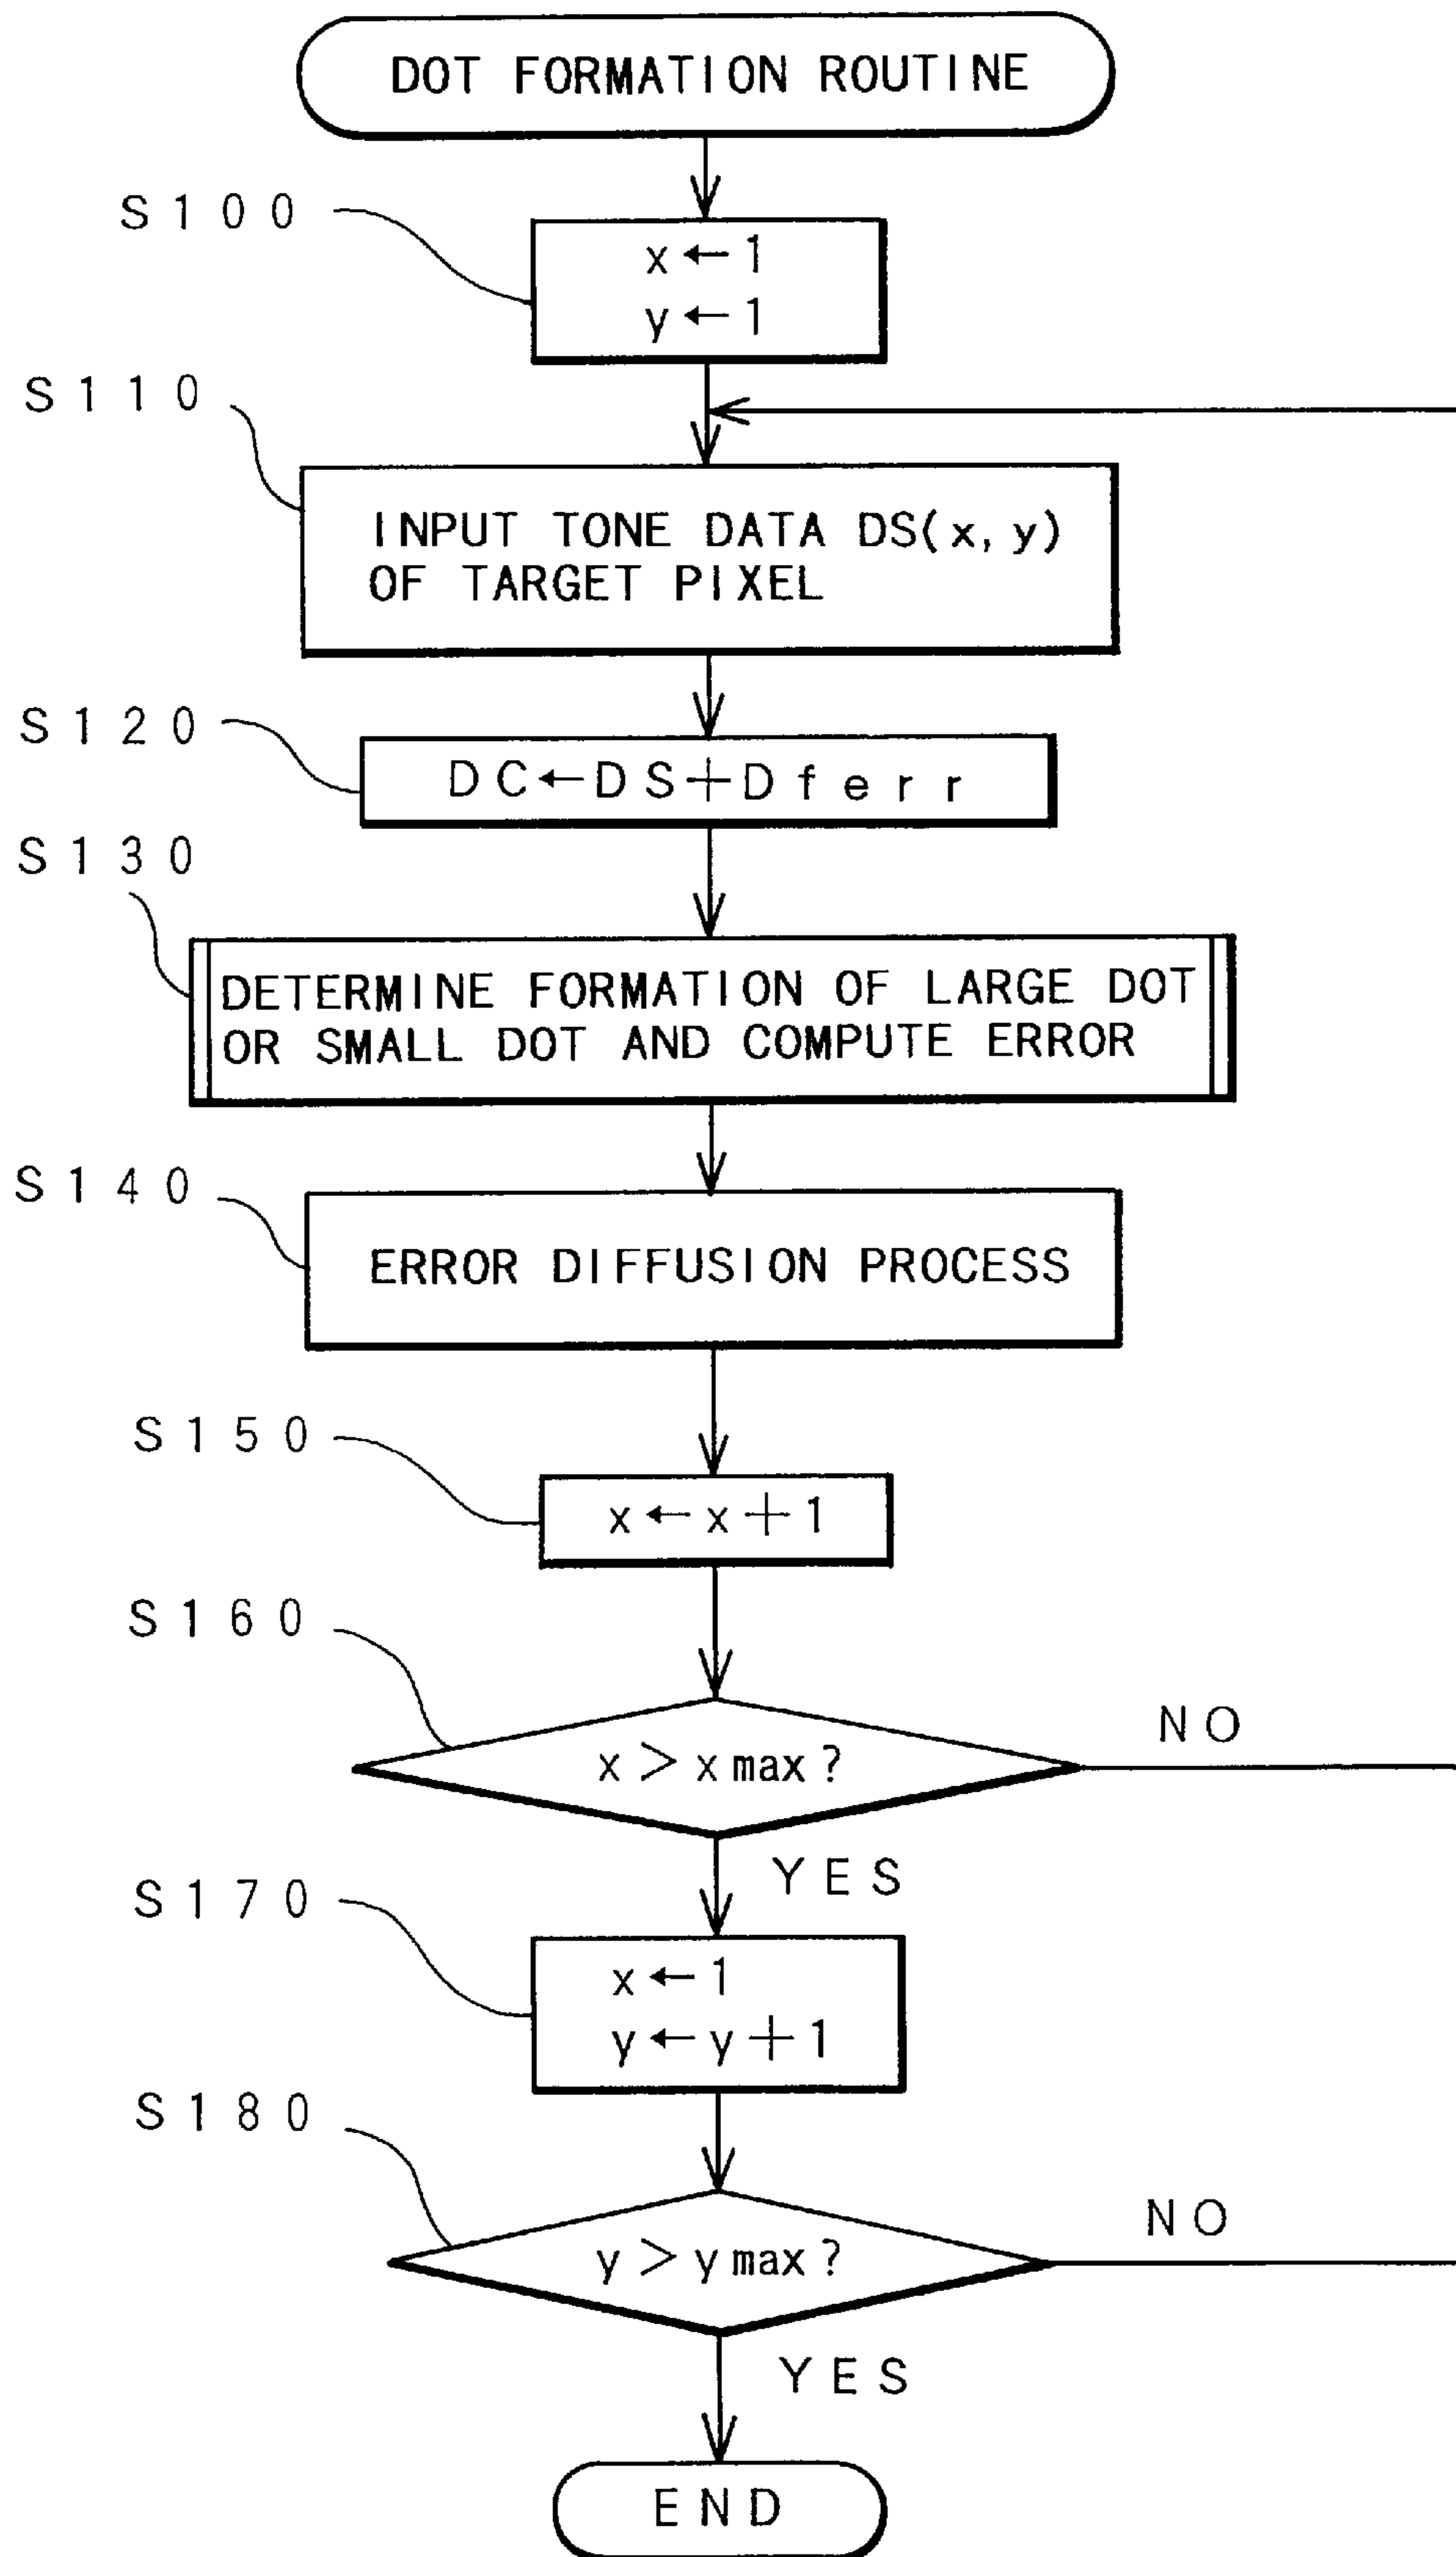 DOT FORMATION ROUTINE
S100
x←1
y←1
S110
INPUT TONE DATA DS(x, y)
OF TARGET PIXEL
S120
DC←DS+Dferr
S130
DETERMINE FORMATION OF LARGE DOT
OR SMALL DOT AND COMPUTE ERROR
S140
ERROR DIFFUSION PROCESS
S150
x←x+1
S160
x>xmax?
NO
YES
S170
x←1
y←y+1
S180
y>ymax?
NO
YES
END